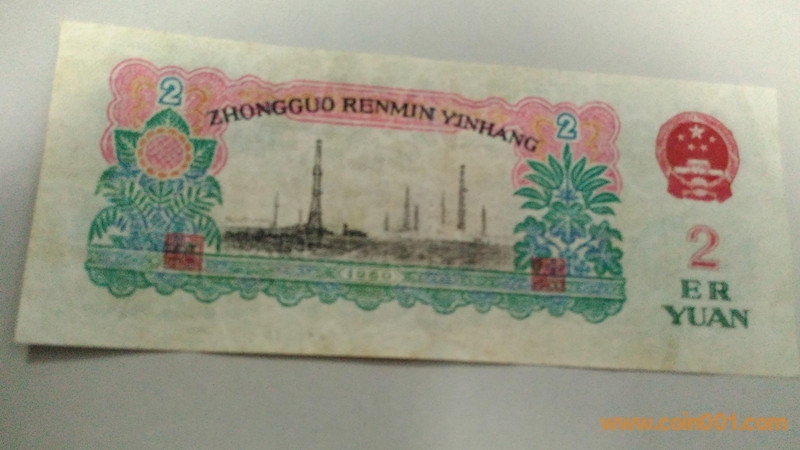 2
ZHONGGUO RENMIN YINHANG
2
1960
2
ER
YUAN
www.coin001.com